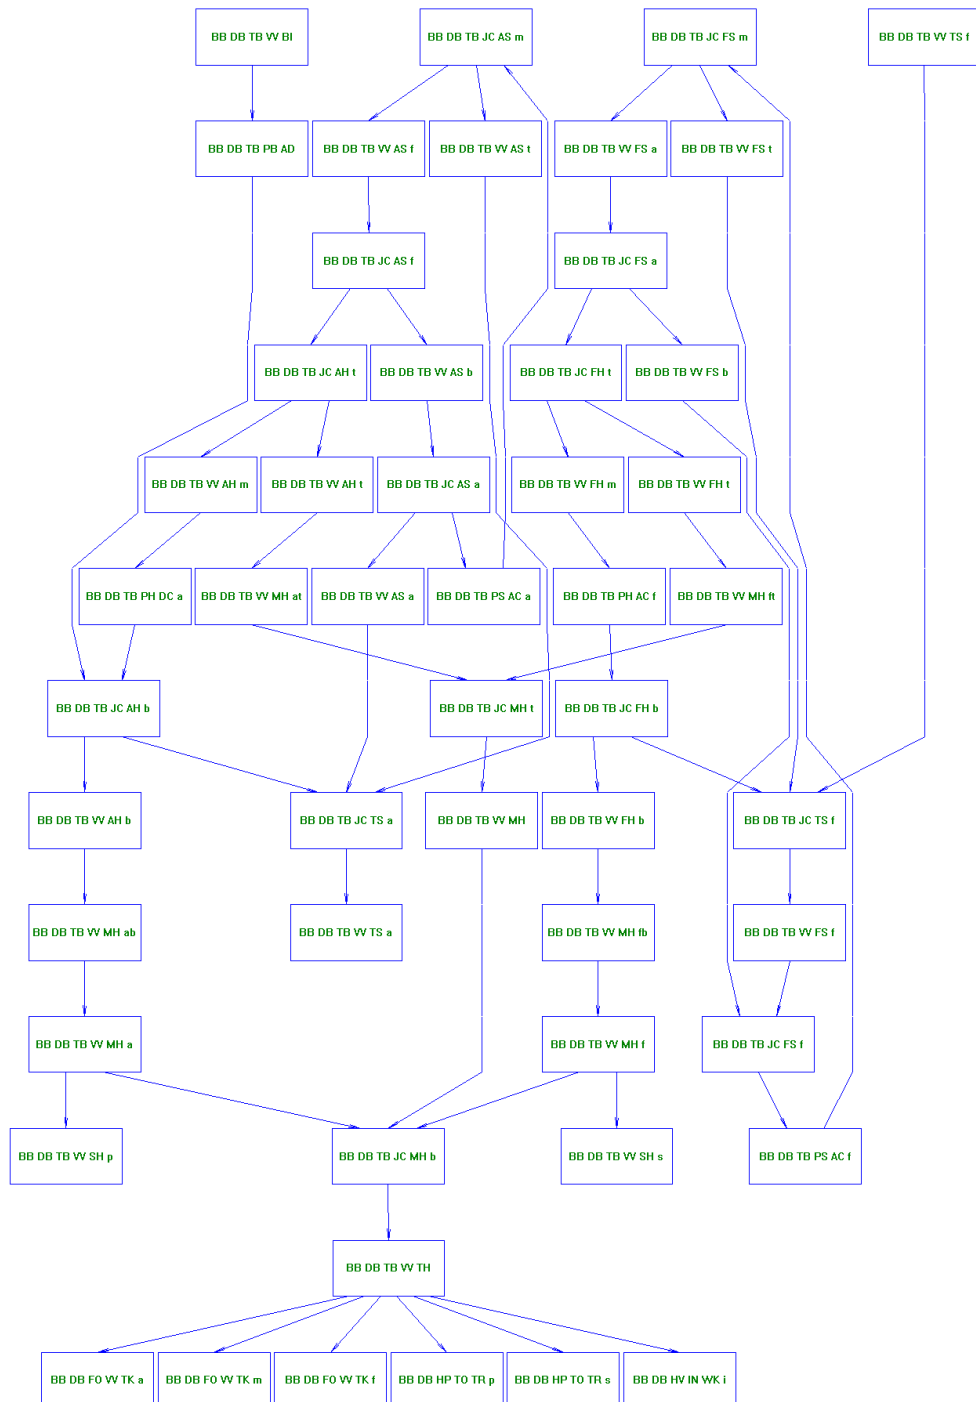 BB DB TB VV BI
BB DB TB JC AS m
BB DB TB JC FS m
BB DB TB VV TS f
BB DB TB PB AD
BB DB TB VV AS f
BB DB TB VV AS t
BB DB TB VV FS a
BB DB TB VV FS t
BB DB TB JC AS f
BB DB TB JC FS a
BB DB TB JC AH t
BB DB TB VV AS b
BB DB TB JC FH t
BB DB TB VV FS b
BB DB TB VV AH m
BB DB TB VV AH t
BB DB TB JC AS a
BB DB TB VV FH m
BB DB TB VV FH t
BB DB TB PH DC a
BB DB TB VV MH at
BB DB TB VV AS a
BB DB TB PS AC a
BB DB TB PH AC f
BB DB TB VV MH ft
BB DB TB JC AH b
BB DB TB JC MH t
BB DB TB JC FH b
BB DB TB VV AH b
BB DB TB JC TS a
BB DB TB VV MH
BB DB TB VV FH b
BB DB TB JC TS f
BB DB TB VV MH ab
BB DB TB VV TS a
BB DB TB VV MH fb
BB DB TB VV FS f
BB DB TB VV MH a
BB DB TB VV MH f
BB DB TB JC FS f
BB DB TB VV SH p
BB DB TB JC MH b
BB DB TB VV SH s
BB DB TB PS AC f
BB DB TB VV TH
BB DB FO VV TK a
BB DB FO VV TK m
BB DB FO VV TK f
BB DB HP TO TR p
BB DB HP TO TR s
BB DB HV IN WK i